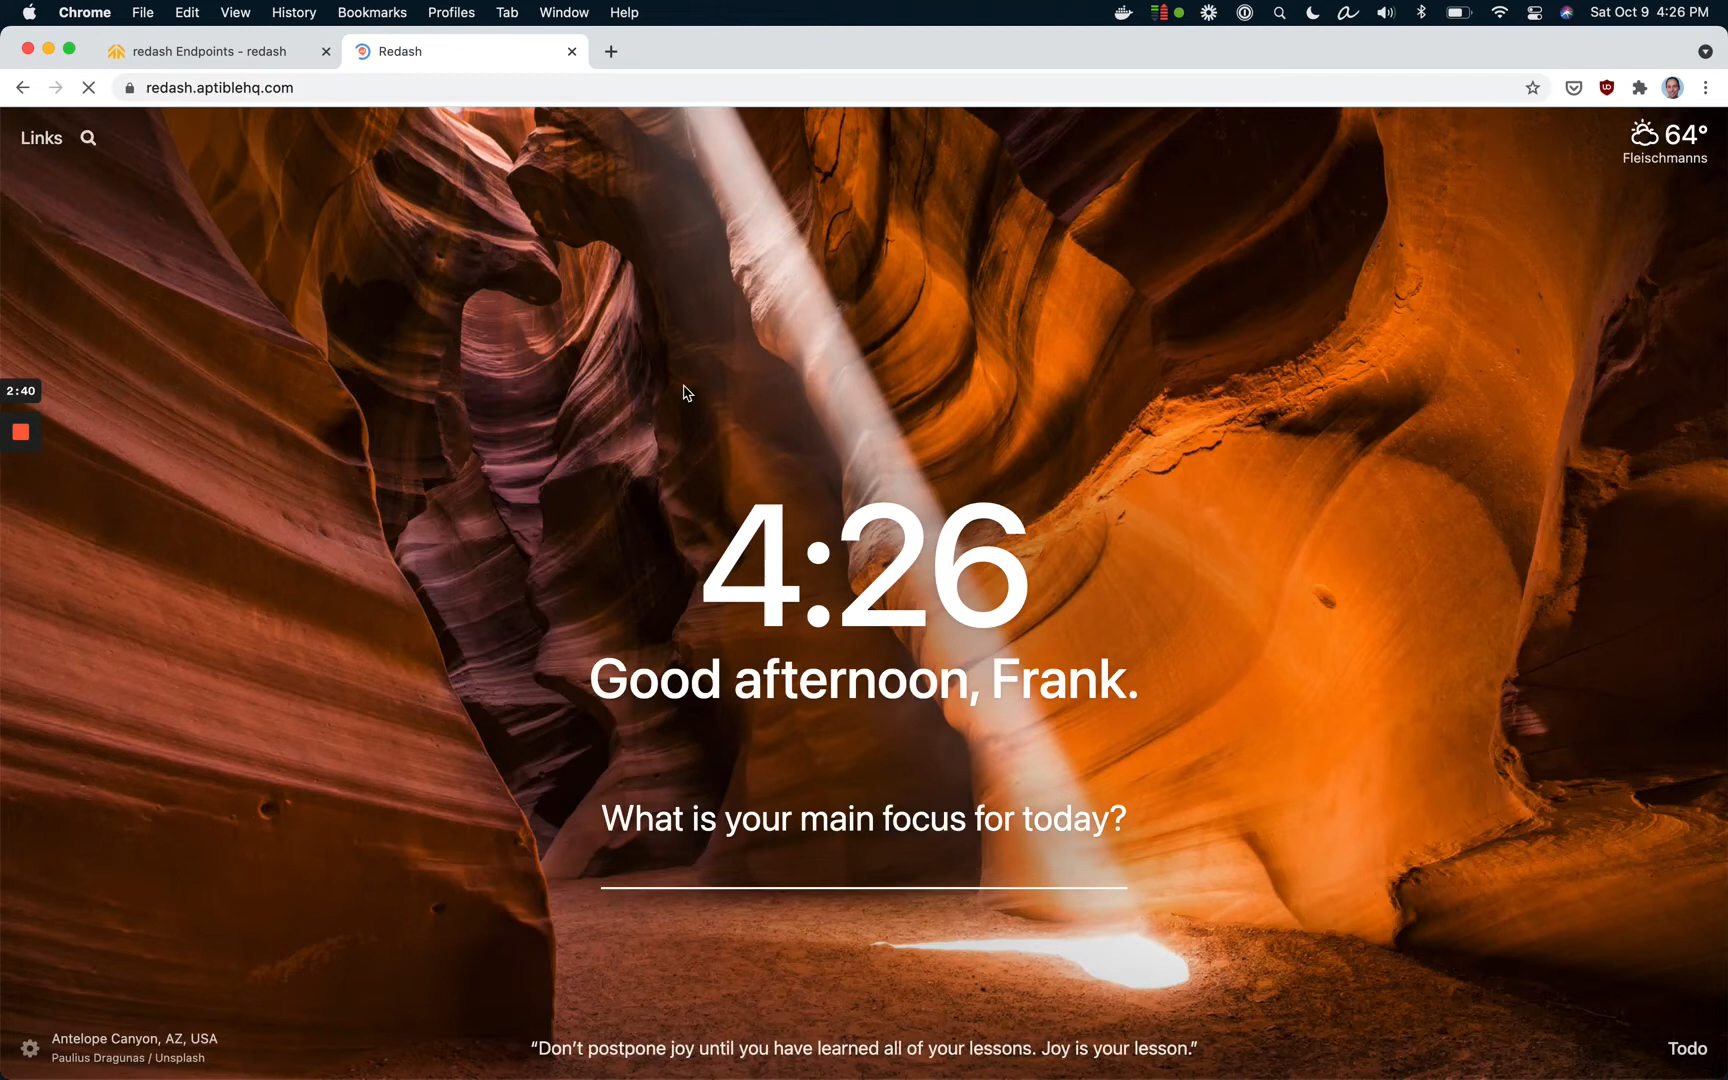 Chrome File Edit View History Bookmarks Profiles Tab Window Help Sat Oct 9 4:26 PM
redash Endpoints - redash Redash
redash.aptiblehq.com
Links 64°
Fleischmanns
2:40
4:26
Good afternoon, Frank.
What is your main focus for today?
Antelope Canyon, AZ, USA
Paulius Dragunas / Unsplash
“Don’t postpone joy until you have learned all of your lessons. Joy is your lesson.”
Todo